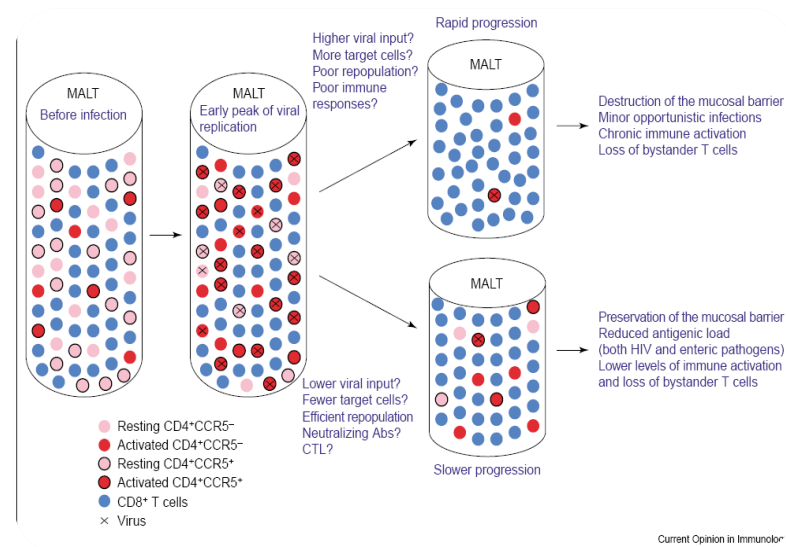 MALT
Before infection
MALT
Early peak of viral
replication
Higher viral input?
More target cells?
Poor repopulation?
Poor immune
responses?
Rapid progression
MALT
Destruction of the mucosal barrier
Minor opportunistic infections
Chronic immune activation
Loss of bystander T cells
Lower viral input?
Fewer target cells?
Efficient repopulation
Neutralizing Abs?
CTL?
MALT
Slower progression
Preservation of the mucosal barrier
Reduced antigenic load
(both HIV and enteric pathogens)
Lower levels of immune activation
and loss of bystander T cells
Resting CD4⁺CCR5⁻
Activated CD4⁺CCR5⁻
Resting CD4⁺CCR5⁺
Activated CD4⁺CCR5⁺
CD8⁺ T cells
Virus
Current Opinion in Immunolog